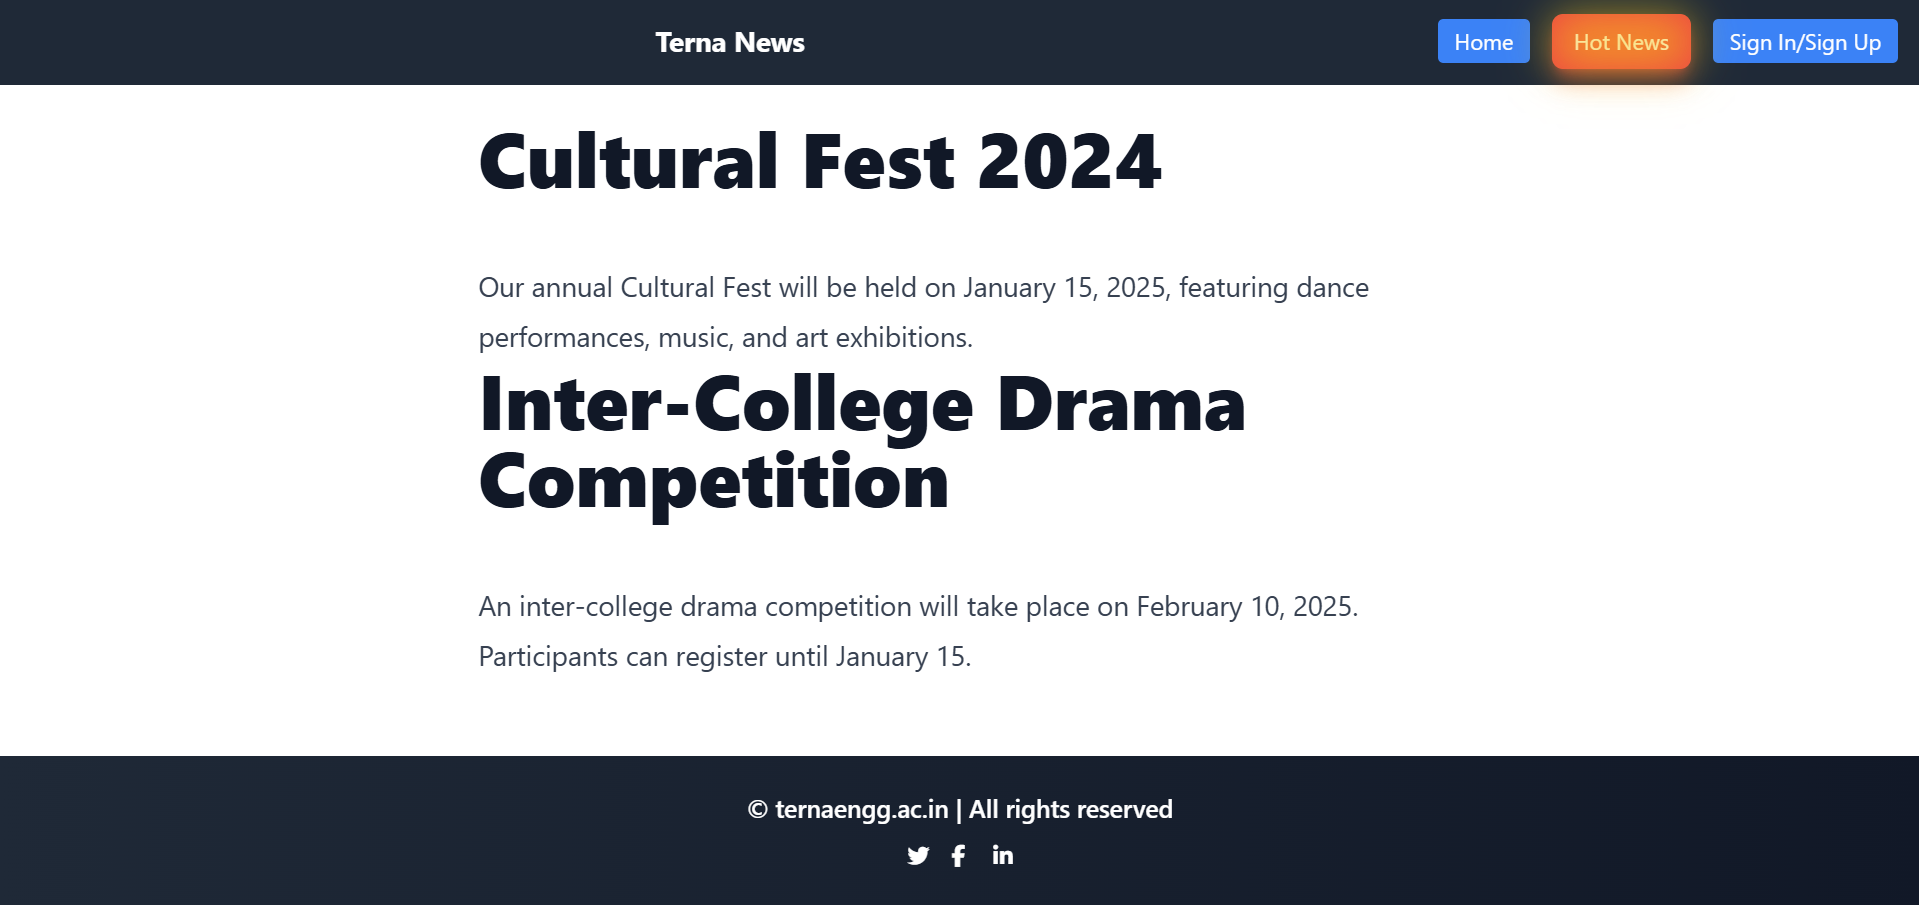 Terna News
Home
Hot News
Sign In/Sign Up
Cultural Fest 2024
Our annual Cultural Fest will be held on January 15, 2025, featuring dance
performances, music, and art exhibitions.
Inter-College Drama
Competition
An inter-college drama competition will take place on February 10, 2025.
Participants can register until January 15.
© ternaengg.ac.in | All rights reserved